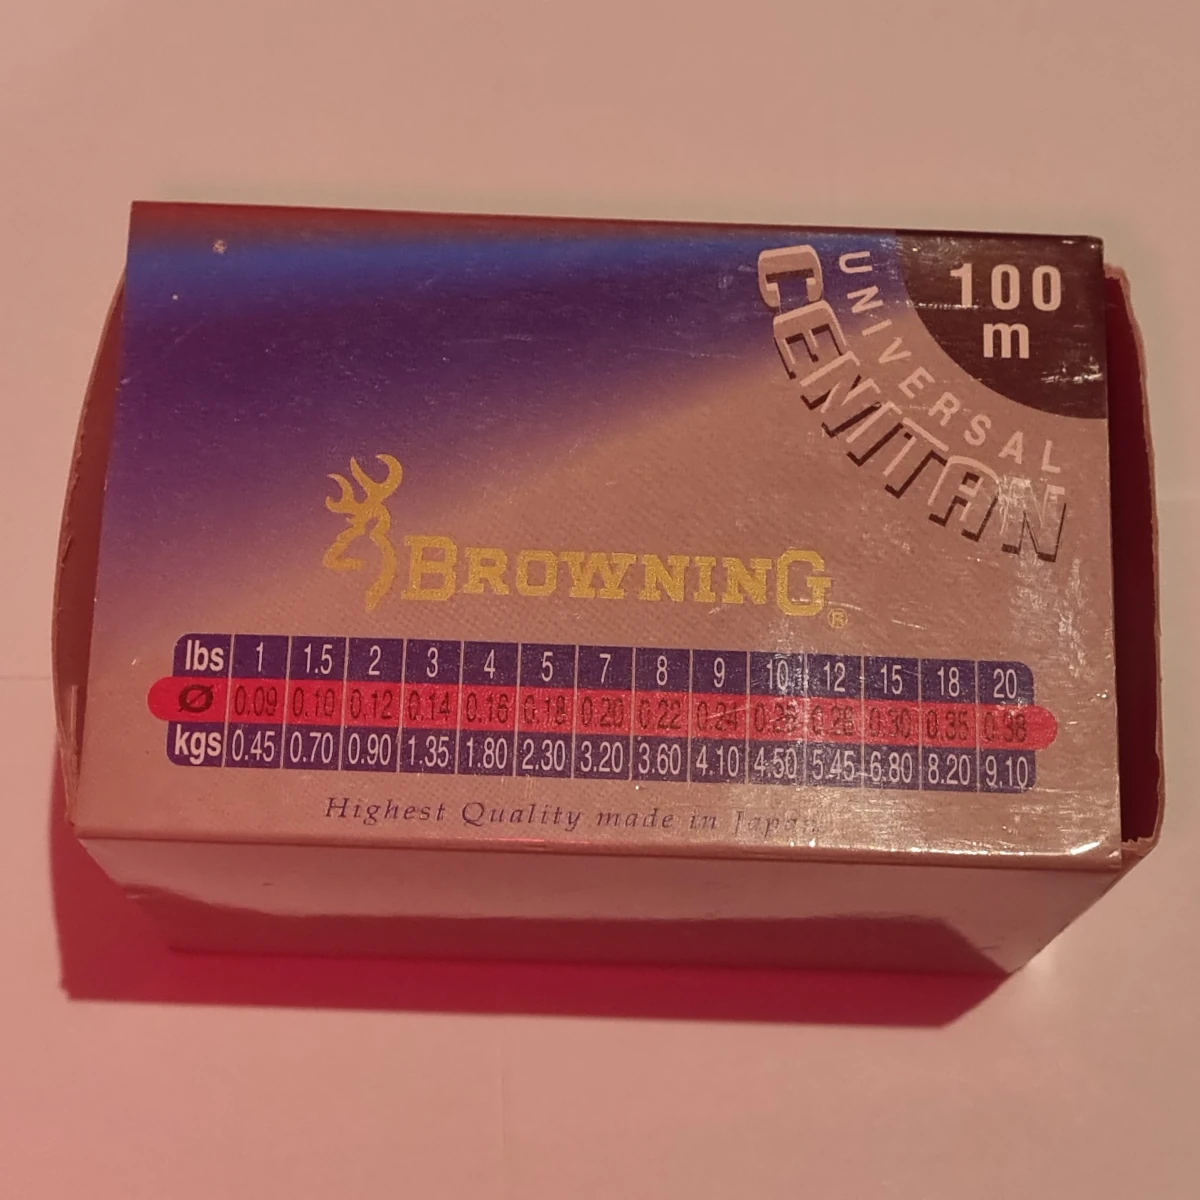 100
m
UNIVERSAL
CENITAN
BROWNING®
lbs 1 1.5 2 3 4 5 7 8 9 10 12 15 18 20
Ø 0.09 0.10 0.12 0.14 0.16 0.18 0.20 0.22 0.24 0.26 0.28 0.30 0.35 0.38
kgs 0.45 0.70 0.90 1.35 1.80 2.30 3.20 3.60 4.10 4.50 5.45 6.80 8.20 9.10
Highest Quality made in Japan